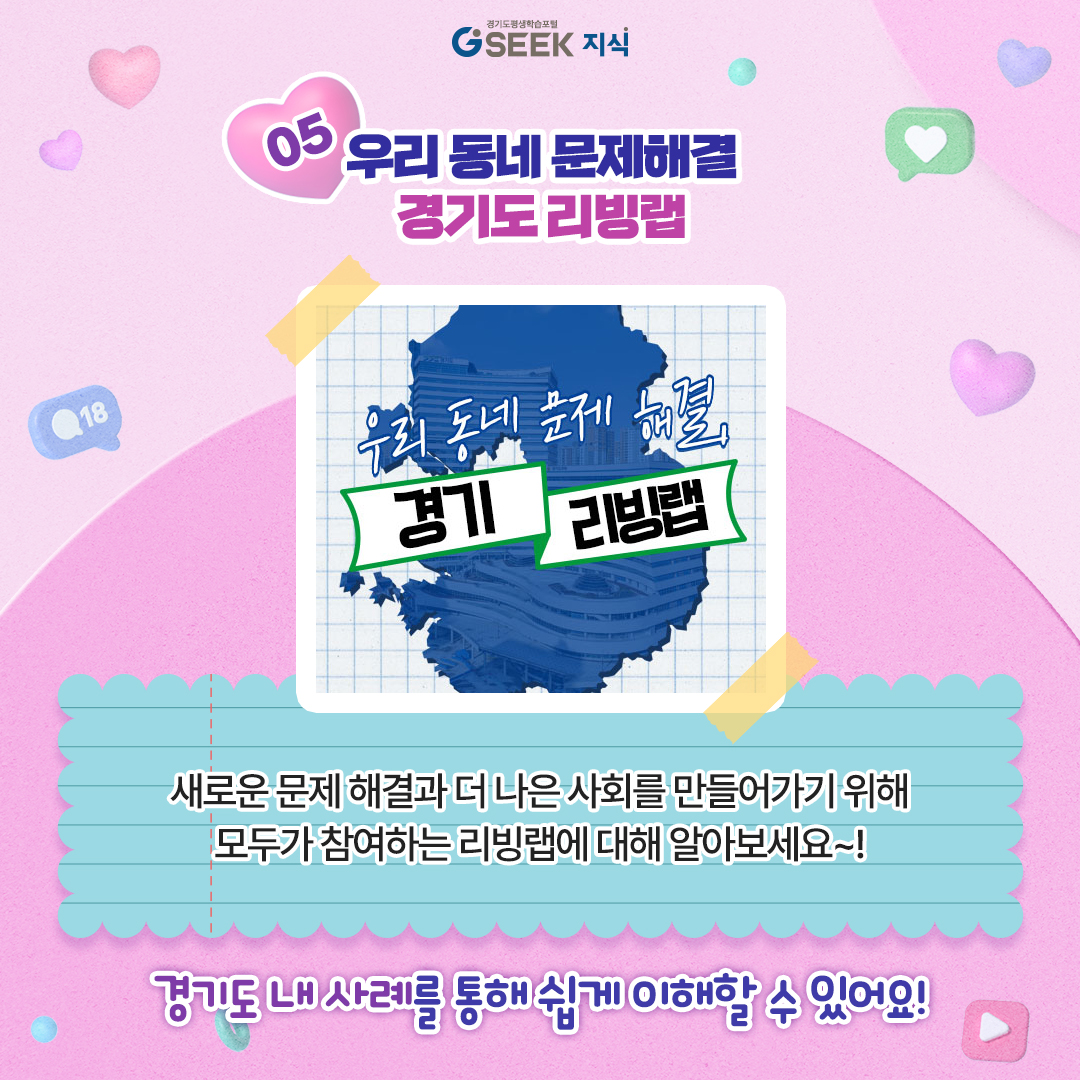 경기도평생학습포털
GSEEK 지식
05
우리 동네 문제해결
경기도 리빙랩
우리 동네 문제 해결
경기 리빙랩
18
새로운 문제 해결과 더 나은 사회를 만들어가기 위해
모두가 참여하는 리빙랩에 대해 알아보세요~!
경기도 내 사례를 통해 쉽게 이해할 수 있어요!